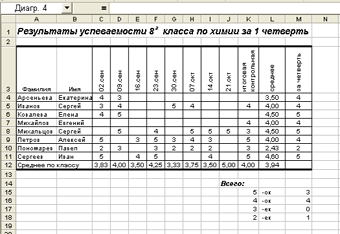 Диагр. 4 =
A B C D E F G H I J K L M N
1 Результаты успеваемости 8ᵃ класса по химии за 1 четверть
2
3 Фамилия Имя 02.сен 09.сен 16.сен 23.сен 30.сен 07.окт 14.окт 21.окт итоговая контрольная среднее за четверть
4 Арсеньева Екатерина 4 3 3,50 4
5 Иванов Сергей 3 4 5 4 4 4,00 4
6 Ковалева Елена 4 5 4,50 5
7 Михайлов Евгений 4 4,00 4
8 Михальцов Сергей 5 4 5 5 5 3 4,50 5
9 Петров Алексей 5 3 5 3 4 3 5 4,00 4
10 Пономарев Павел 2 3 3 2 2 2 3 2,43 2
11 Сергеев Иван 5 4 5 4 5 4,60 5
12 Среднее по классу 3,83 4,00 3,50 4,25 3,33 3,75 3,50 5,00 4,00 3,94
13
14 Всего:
15 5 -ок 3
16 4 -ок 4
17 3 -ок 0
18 2 -ок 1
19